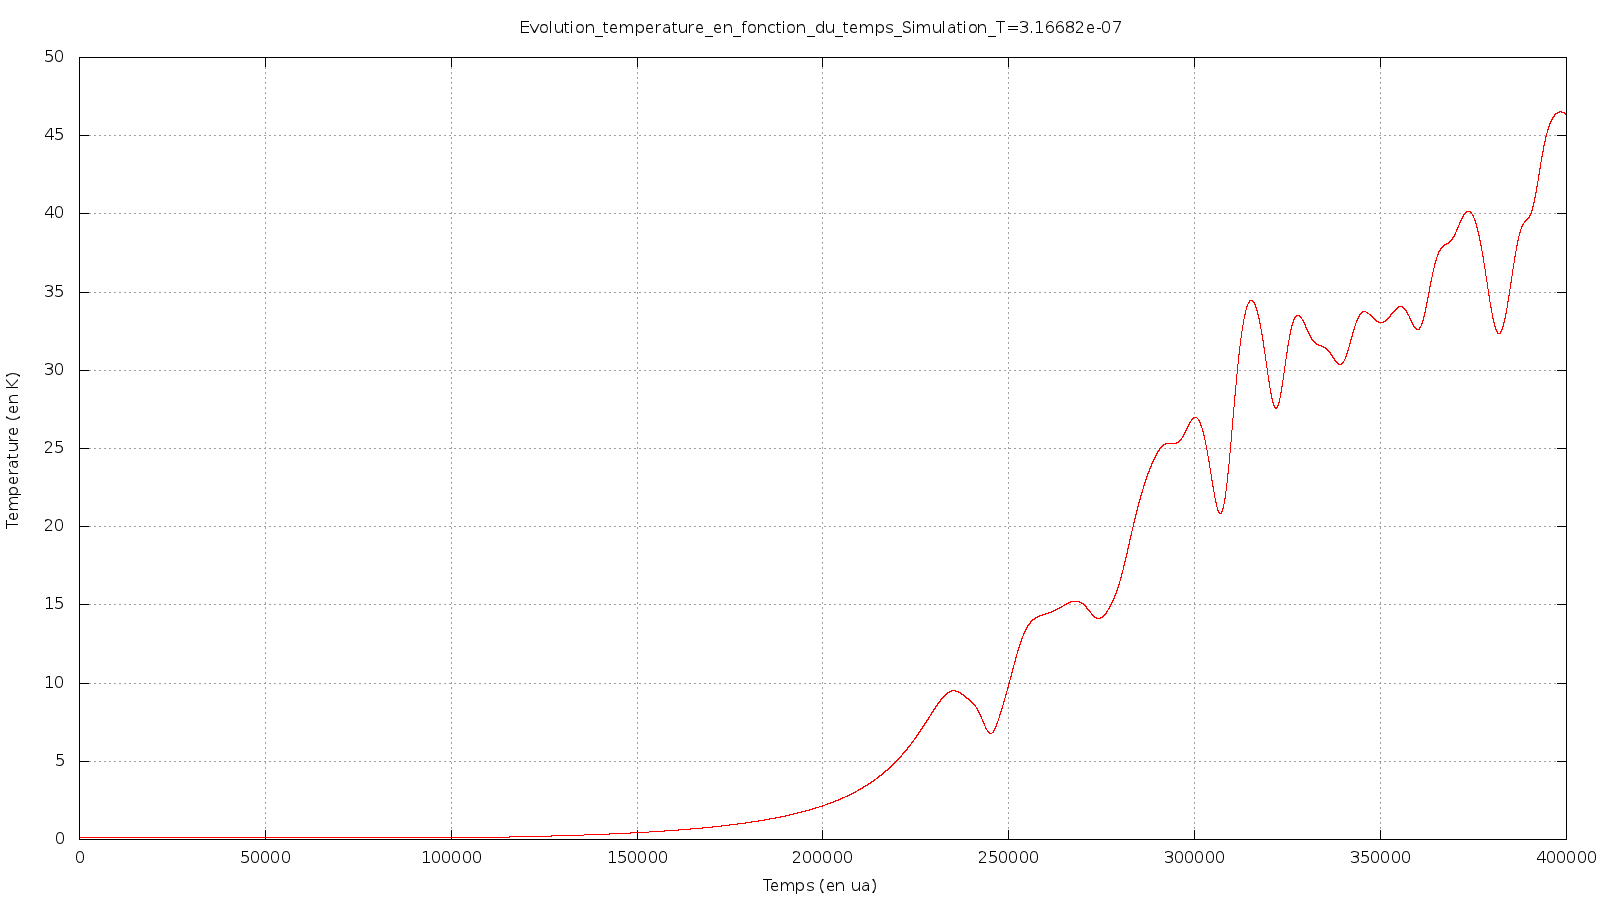 Evolution_temperature_en_fonction_du_temps_Simulation_T=3.16682e-07
50
45
40
35
30
25
20
15
10
5
0
Temperature (en K)
0 50000 100000 150000 200000 250000 300000 350000 400000
Temps (en ua)